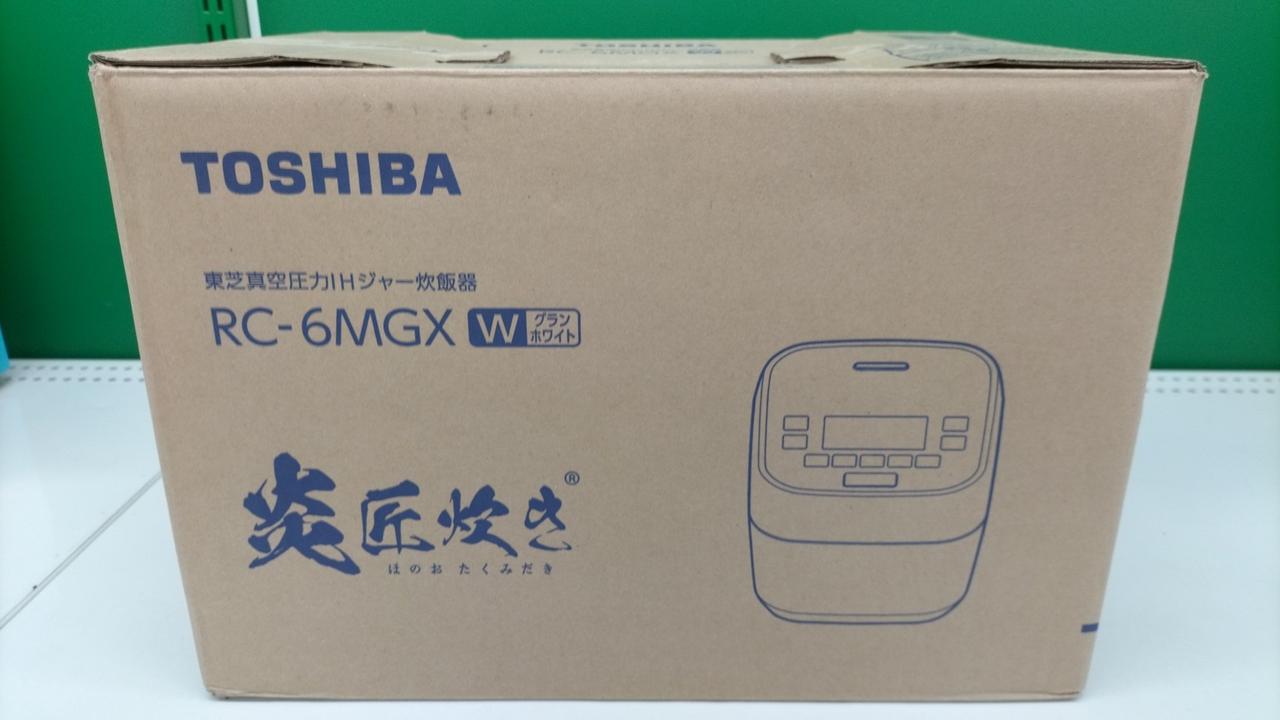 TOSHIBA
東芝真空圧力IHジャー炊飯器
RC-6MGX W グラン
ホワイト
炎匠炊き®
ほのおたくみだき